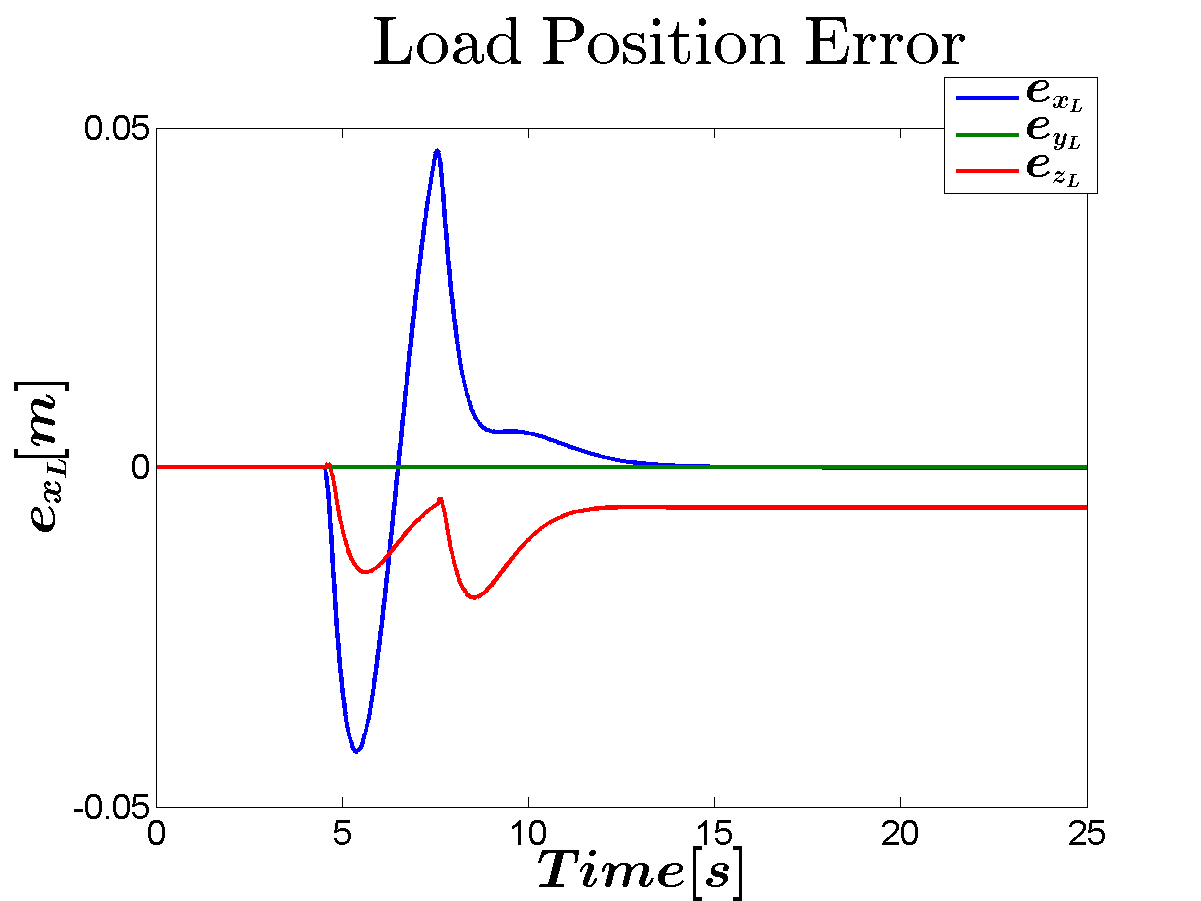 Load Position Error
e_{x_L}
e_{y_L}
e_{z_L}
0.05
0
-0.05
e_{x_L}[m]
0 5 10 15 20 25
Time[s]